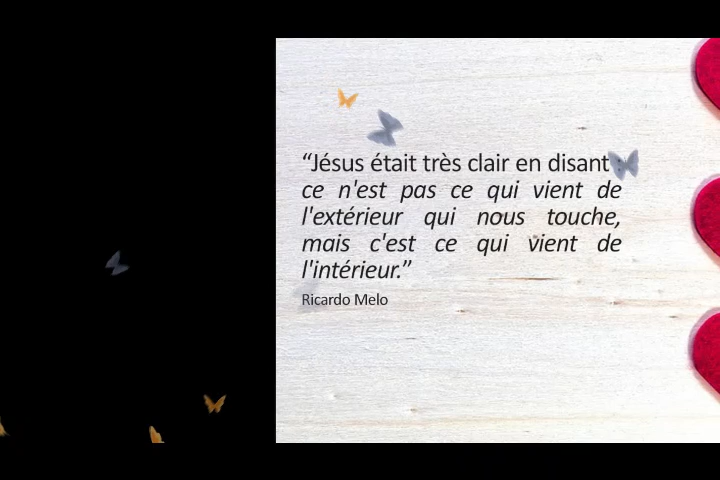 “Jésus était très clair en disant :
ce n'est pas ce qui vient de
l'extérieur qui nous touche,
mais c'est ce qui vient de
l'intérieur.”
Ricardo Melo